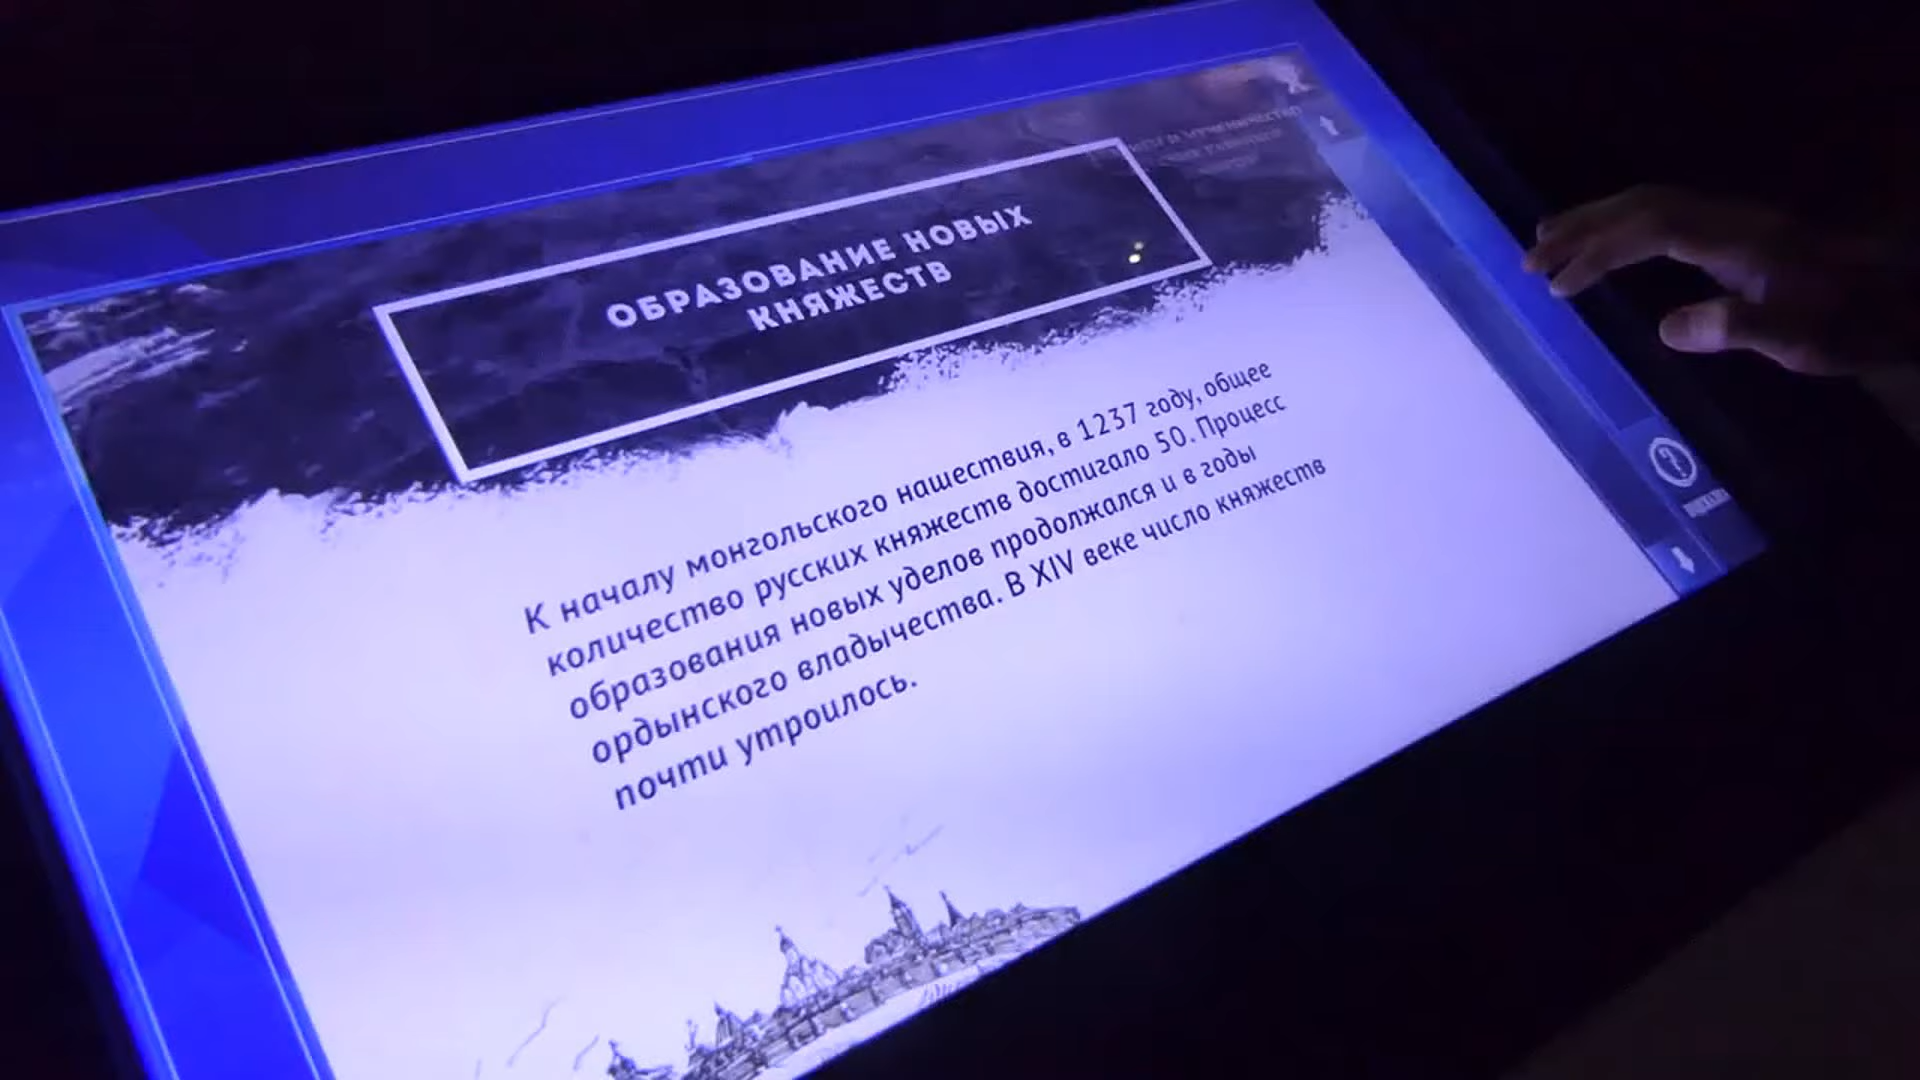 ОБРАЗОВАНИЕ НОВЫХ
КНЯЖЕСТВ
К началу монгольского нашествия, в 1237 году, общее
количество русских княжеств достигало 50. Процесс
образования новых уделов продолжался и в годы
ордынского владычества. В XIV веке число княжеств
почти утроилось.